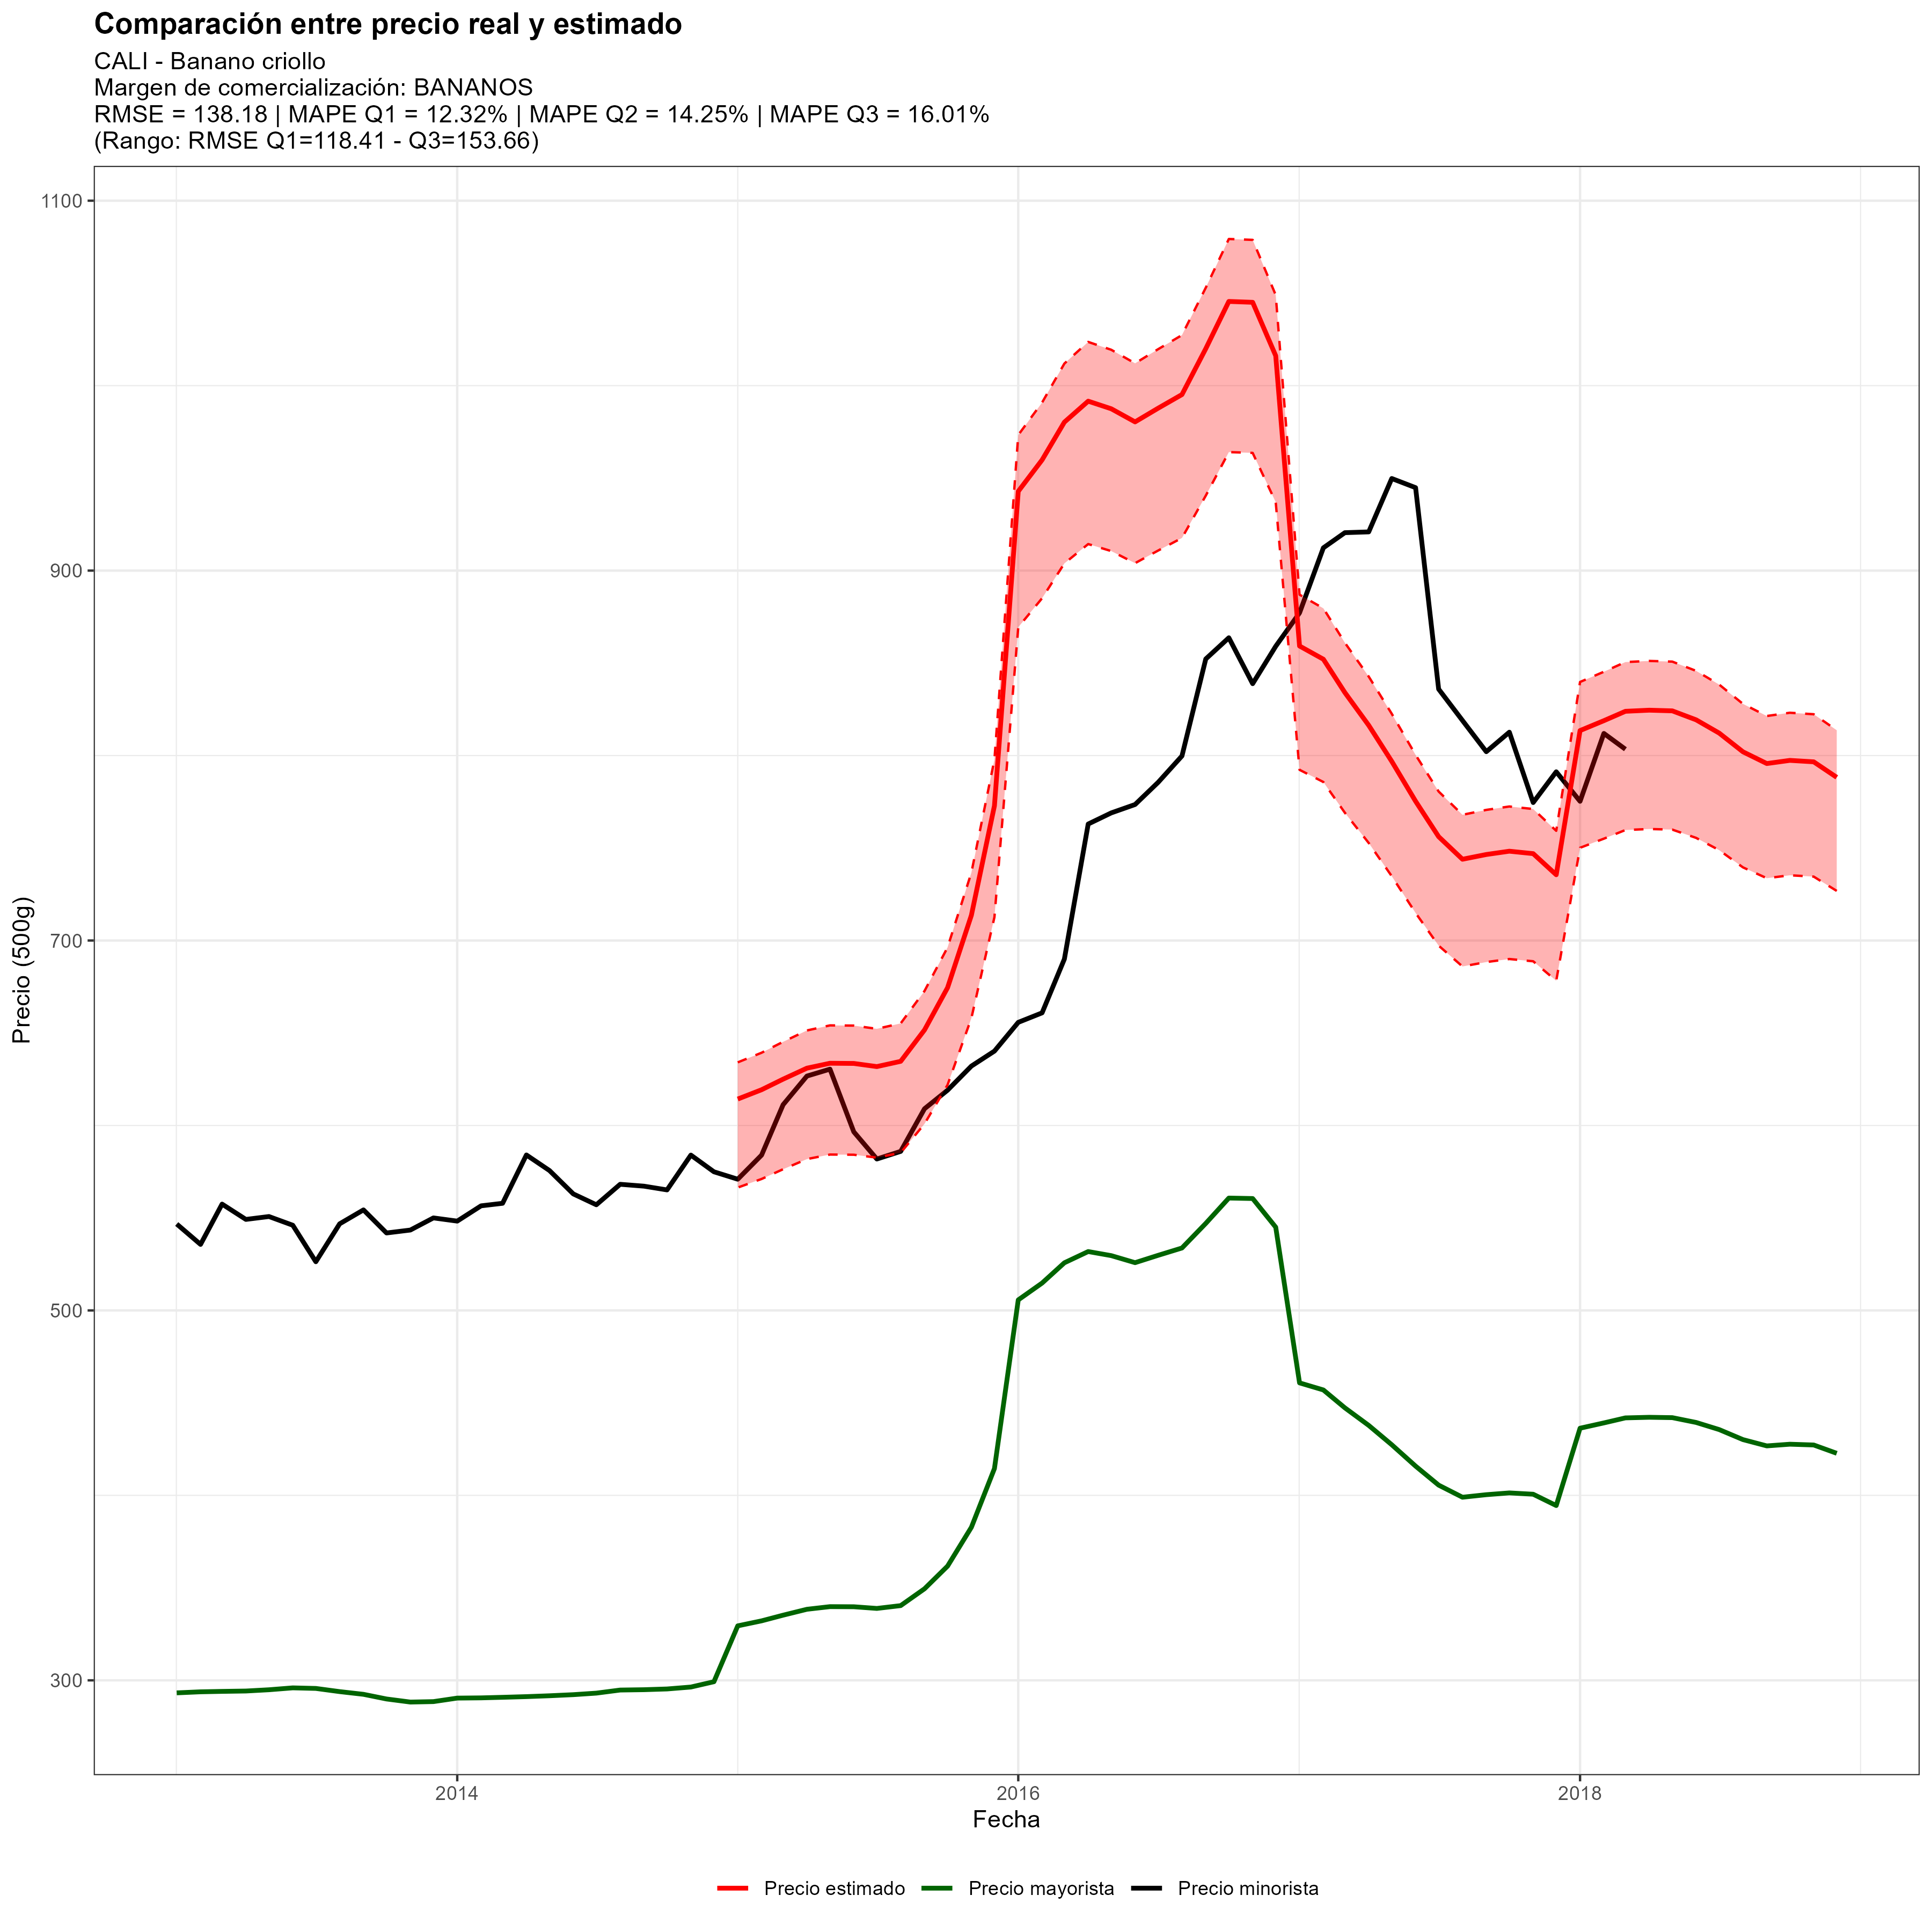 Comparación entre precio real y estimado
CALI - Banano criollo
Margen de comercialización: BANANOS
RMSE = 138.18 | MAPE Q1 = 12.32% | MAPE Q2 = 14.25% | MAPE Q3 = 16.01%
(Rango: RMSE Q1=118.41 - Q3=153.66)
1100
900
700
500
300
Precio (500g)
2014
2016
2018
Fecha
Precio estimado
Precio mayorista
Precio minorista